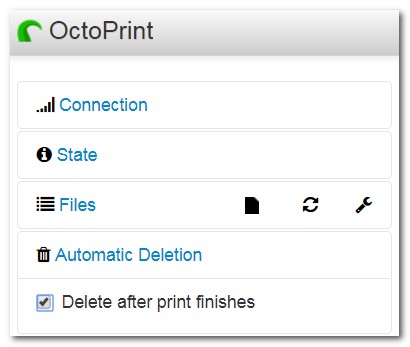 OctoPrint
Connection
State
Files
Automatic Deletion
Delete after print finishes